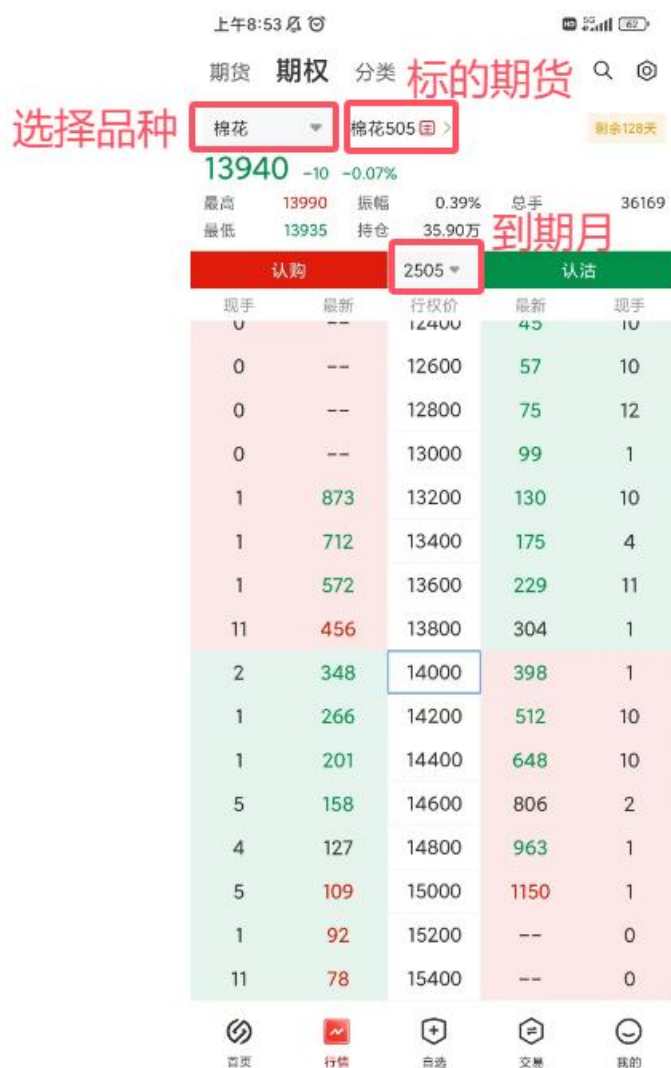 上午8:53
HD 5G 62
期货 期权 分类 标的期货
选择品种 棉花 棉花505 主 > 剩余128天
13940 -10 -0.07%
最高 13990 振幅 0.39% 总手 36169
最低 13935 持仓 35.90万 到期月
认购 2505 认沽
现手 最新 行权价 最新 现手
0 -- 12400 45 10
0 -- 12600 57 10
0 -- 12800 75 12
0 -- 13000 99 1
1 873 13200 130 10
1 712 13400 175 4
1 572 13600 229 11
11 456 13800 304 1
2 348 14000 398 1
1 266 14200 512 10
1 201 14400 648 10
5 158 14600 806 2
4 127 14800 963 1
5 109 15000 1150 1
1 92 15200 -- 0
11 78 15400 -- 0
首页 行情 自选 交易 我的